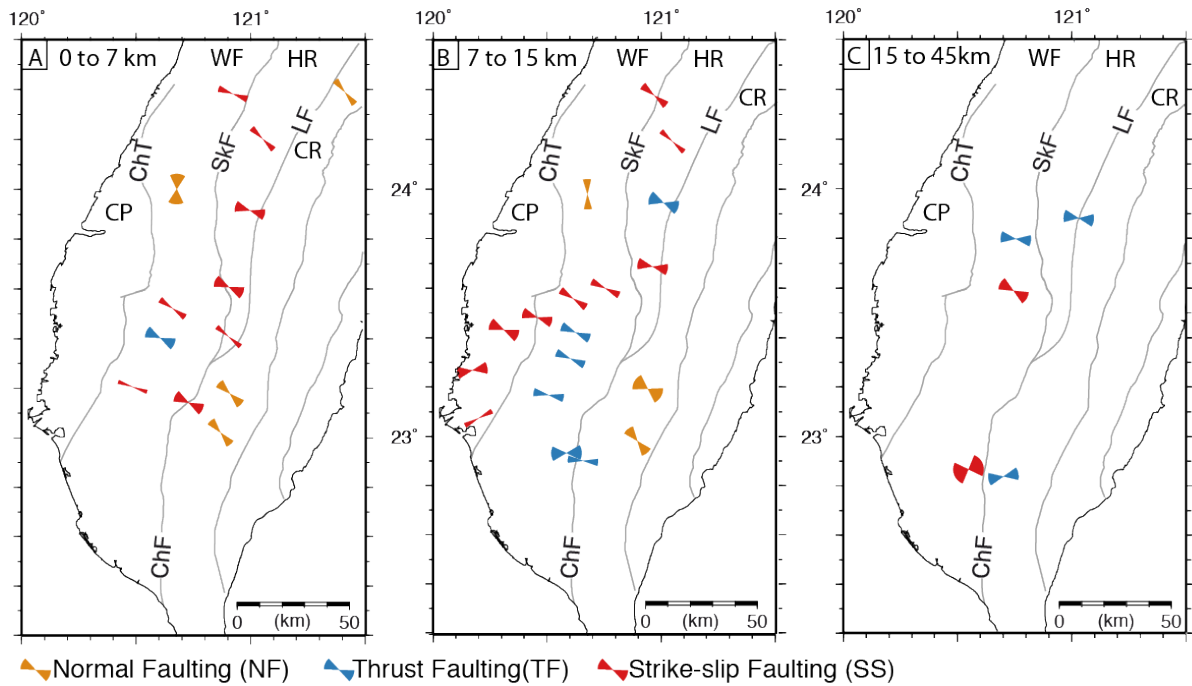 120° 121° 120° 121° 120° 121°
A 0 to 7 km WF HR
B 7 to 15 km WF HR
C 15 to 45km WF HR
ChT SkF LF CR CP
ChT SkF LF CR CP
ChT SkF LF CR CP
24° 24°
23° 23°
ChF ChF ChF
0 (km) 50
0 (km) 50
0 (km) 50
Normal Faulting (NF) Thrust Faulting(TF) Strike-slip Faulting (SS)